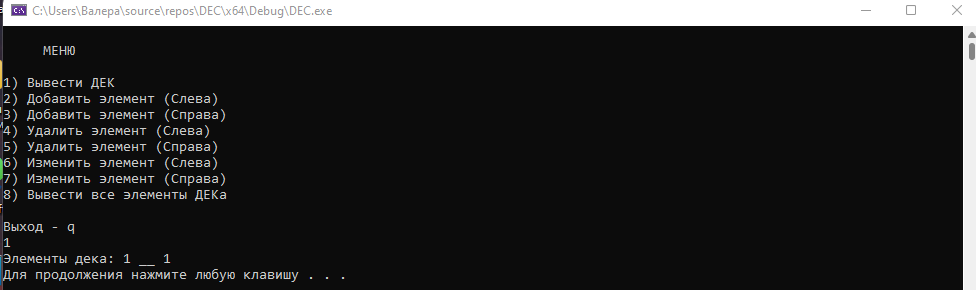 C:\Users\Валера\source\repos\DEC\x64\Debug\DEC.exe
МЕНЮ
1) Вывести ДЕК
2) Добавить элемент (Слева)
3) Добавить элемент (Справа)
4) Удалить элемент (Слева)
5) Удалить элемент (Справа)
6) Изменить элемент (Слева)
7) Изменить элемент (Справа)
8) Вывести все элементы ДЕКа
Выход - q
1
Элементы дека: 1 __ 1
Для продолжения нажмите любую клавишу . . .